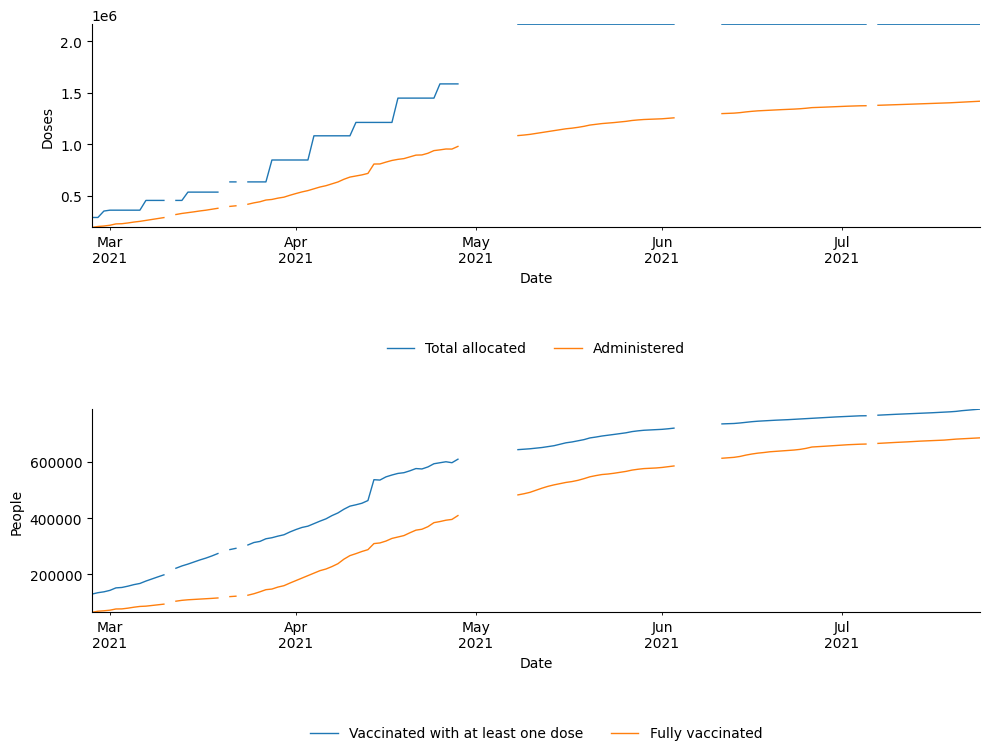 1e6
2.0
1.5
1.0
0.5
Doses
Mar Apr May Jun Jul
2021 2021 2021 2021 2021
Date
Total allocated Administered
600000
400000
200000
People
Mar Apr May Jun Jul
2021 2021 2021 2021 2021
Date
Vaccinated with at least one dose Fully vaccinated